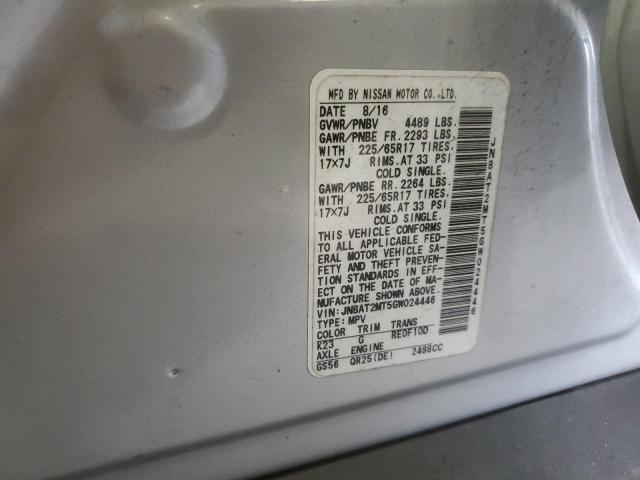 MFD BY NISSAN MOTOR CO.,LTD.
DATE 8/16
GVWR/PNBV 4489 LBS.
GAWR/PNBE FR. 2293 LBS.
WITH 225/65R17 TIRES.
17×7J RIMS.AT 33 PSI
COLD SINGLE.
GAWR/PNBE RR. 2264 LBS.
WITH 225/65R17 TIRES.
17×7J RIMS.AT 33 PSI
COLD SINGLE.
THIS VEHICLE CONFORMS
TO ALL APPLICABLE FED-
ERAL MOTOR VEHICLE SA-
FETY AND THEFT PREVEN-
TION STANDARDS IN EFF-
ECT ON THE DATE OF MA-
NUFACTURE SHOWN ABOVE.
VIN: JN8AT2MT5GW024446
TYPE: MPV
COLOR TRIM TRANS
K23 G RE0F10D
AXLE ENGINE
GS56 QR25(DE) 2488CC
JN8AT2MT5GW024446